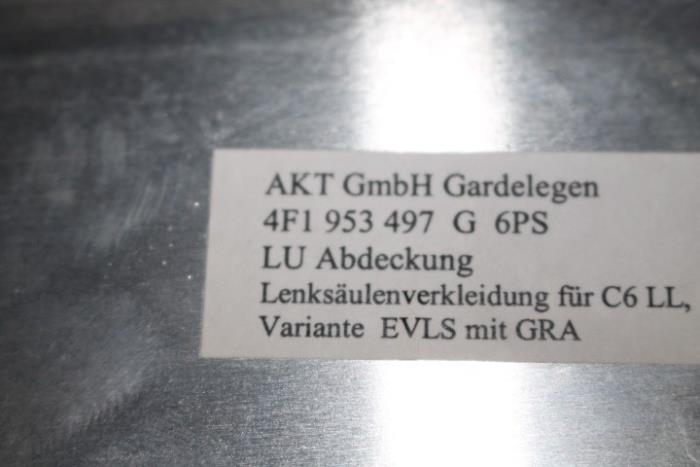 AKT GmbH Gardelegen
4F1 953 497 G 6PS
LU Abdeckung
Lenksäulenverkleidung für C6 LL,
Variante EVLS mit GRA